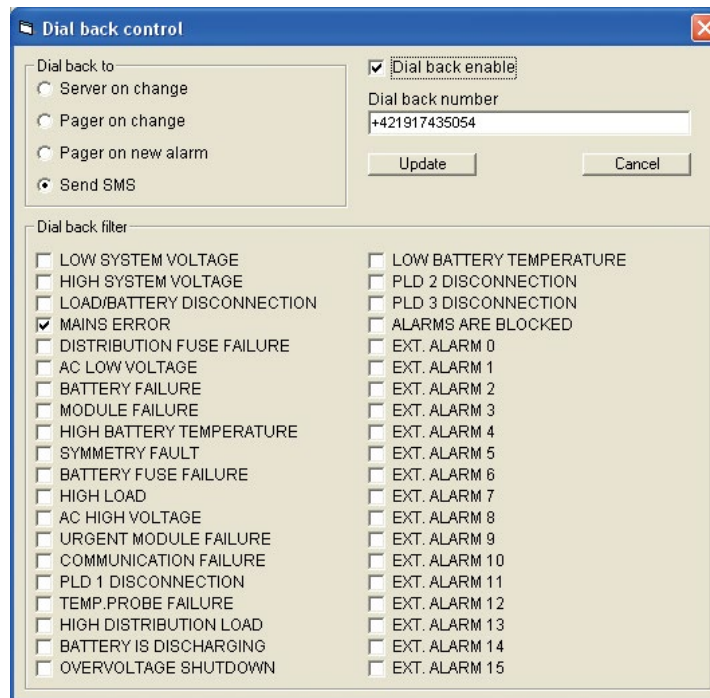 Dial back control
Dial back to
Server on change
Pager on change
Pager on new alarm
Send SMS
Dial back enable
Dial back number
+421917435054
Update
Cancel
Dial back filter
LOW SYSTEM VOLTAGE
HIGH SYSTEM VOLTAGE
LOAD/BATTERY DISCONNECTION
MAINS ERROR
DISTRIBUTION FUSE FAILURE
AC LOW VOLTAGE
BATTERY FAILURE
MODULE FAILURE
HIGH BATTERY TEMPERATURE
SYMMETRY FAULT
BATTERY FUSE FAILURE
HIGH LOAD
AC HIGH VOLTAGE
URGENT MODULE FAILURE
COMMUNICATION FAILURE
PLD 1 DISCONNECTION
TEMP.PROBE FAILURE
HIGH DISTRIBUTION LOAD
BATTERY IS DISCHARGING
OVERVOLTAGE SHUTDOWN
LOW BATTERY TEMPERATURE
PLD 2 DISCONNECTION
PLD 3 DISCONNECTION
ALARMS ARE BLOCKED
EXT. ALARM 0
EXT. ALARM 1
EXT. ALARM 2
EXT. ALARM 3
EXT. ALARM 4
EXT. ALARM 5
EXT. ALARM 6
EXT. ALARM 7
EXT. ALARM 8
EXT. ALARM 9
EXT. ALARM 10
EXT. ALARM 11
EXT. ALARM 12
EXT. ALARM 13
EXT. ALARM 14
EXT. ALARM 15